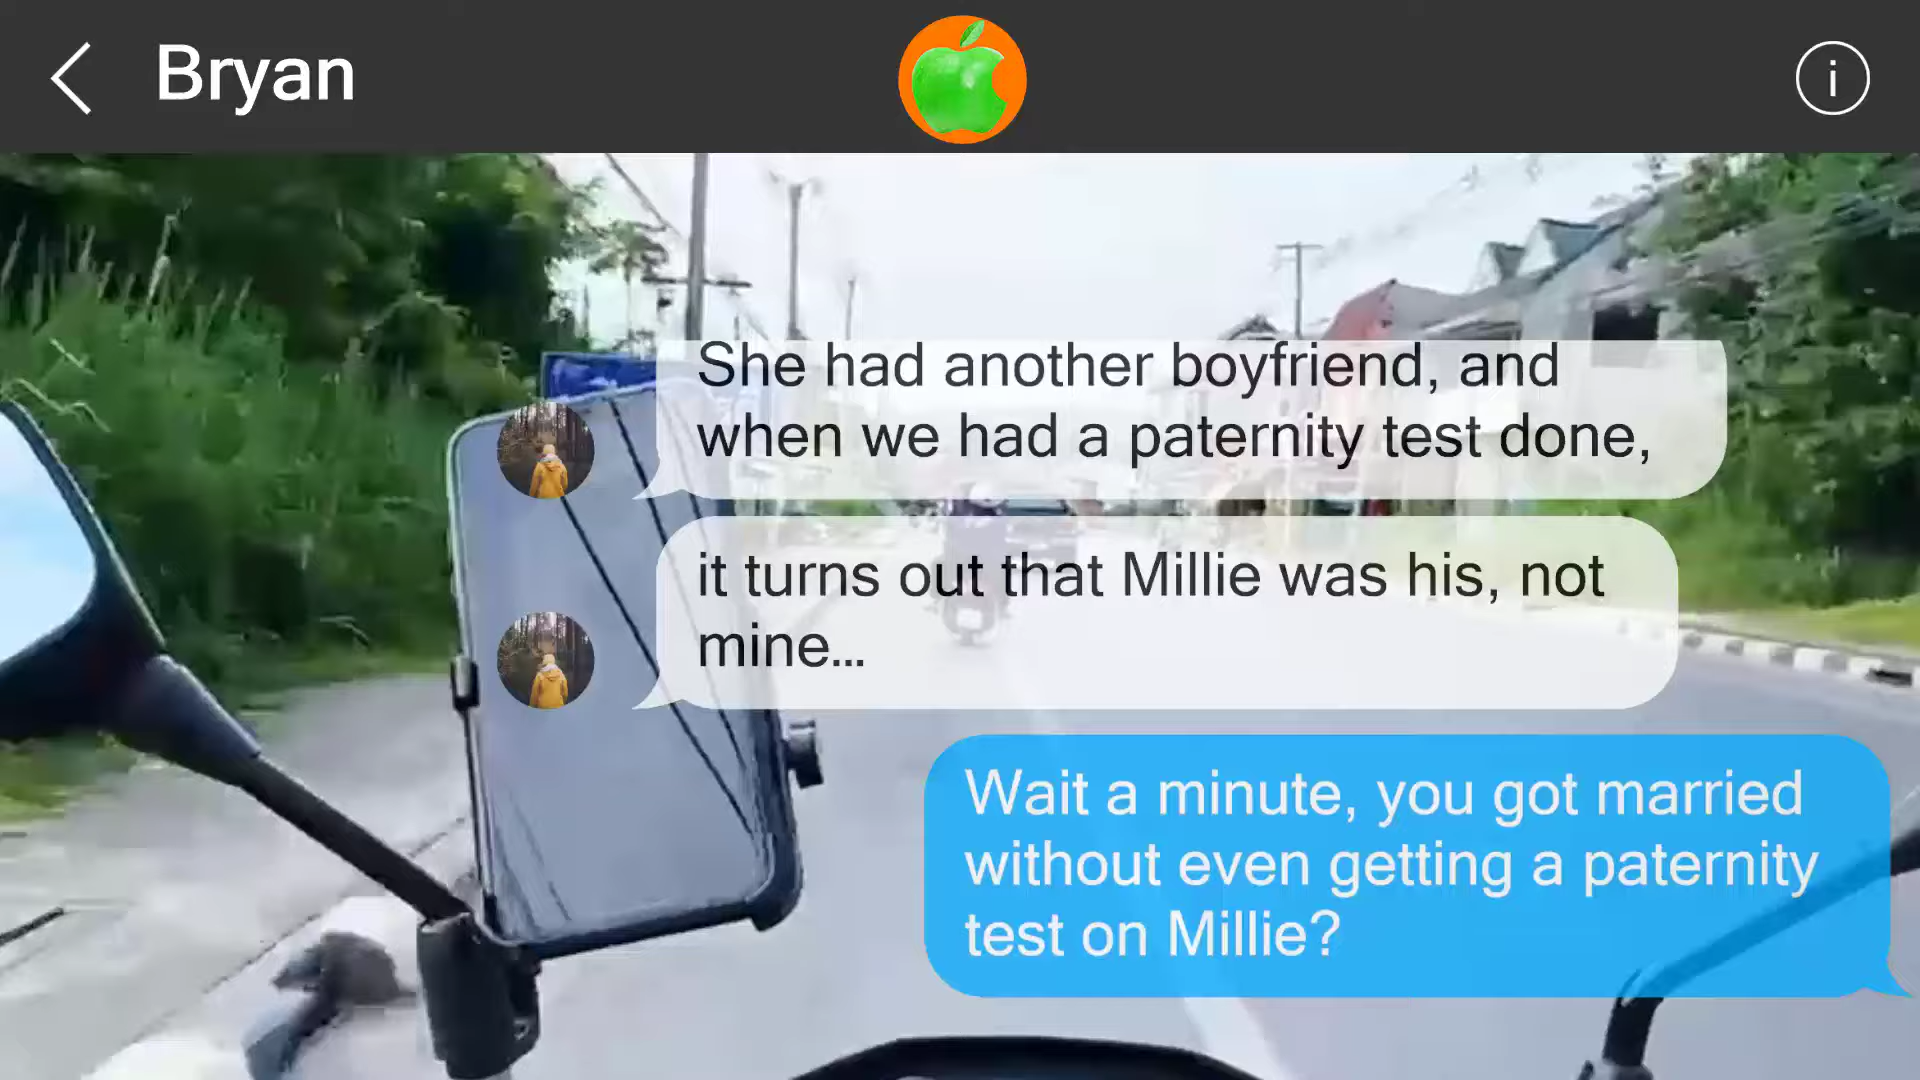 Bryan
i
She had another boyfriend, and
when we had a paternity test done,
it turns out that Millie was his, not
mine...
Wait a minute, you got married
without even getting a paternity
test on Millie?